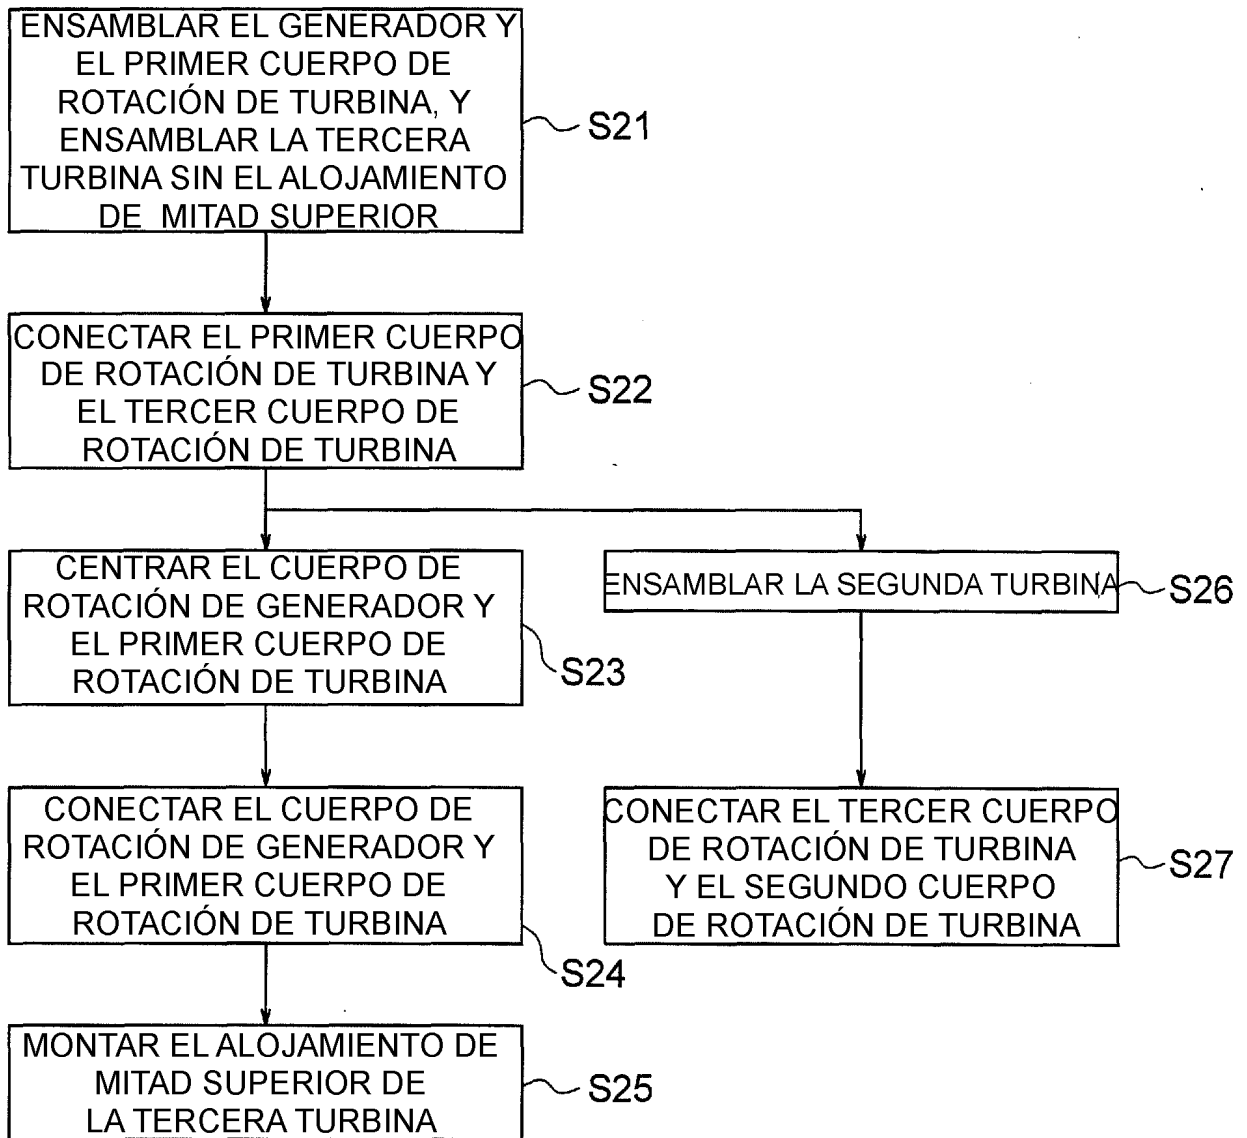 ENSAMBLAR EL GENERADOR Y
EL PRIMER CUERPO DE
ROTACIÓN DE TURBINA, Y
ENSAMBLAR LA TERCERA
TURBINA SIN EL ALOJAMIENTO
DE MITAD SUPERIOR
S21
CONECTAR EL PRIMER CUERPO
DE ROTACIÓN DE TURBINA Y
EL TERCER CUERPO DE
ROTACIÓN DE TURBINA
S22
CENTRAR EL CUERPO DE
ROTACIÓN DE GENERADOR Y
EL PRIMER CUERPO DE
ROTACIÓN DE TURBINA
S23
CONECTAR EL CUERPO DE
ROTACIÓN DE GENERADOR Y
EL PRIMER CUERPO DE
ROTACIÓN DE TURBINA
S24
MONTAR EL ALOJAMIENTO DE
MITAD SUPERIOR DE
LA TERCERA TURBINA
S25
ENSAMBLAR LA SEGUNDA TURBINA
S26
CONECTAR EL TERCER CUERPO
DE ROTACIÓN DE TURBINA
Y EL SEGUNDO CUERPO
DE ROTACIÓN DE TURBINA
S27